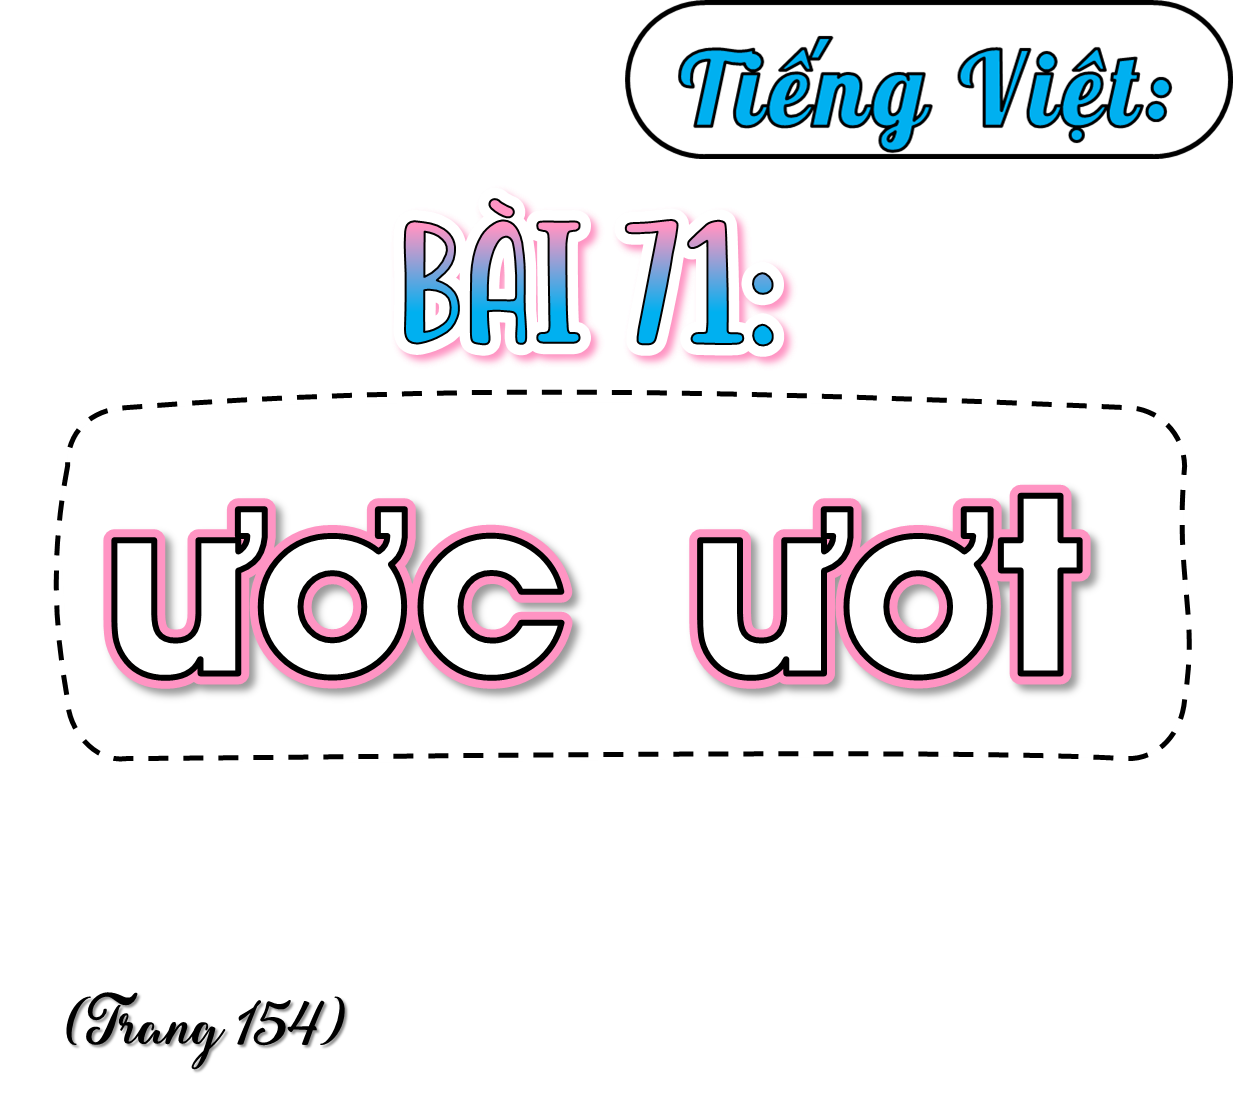 Tiếng Việt:
BÀI 71:
ươc ươt
(Trang 154)